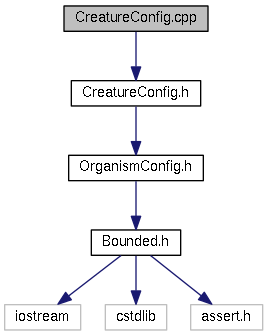 CreatureConfig.cpp
CreatureConfig.h
OrganismConfig.h
Bounded.h
iostream
cstdlib
assert.h